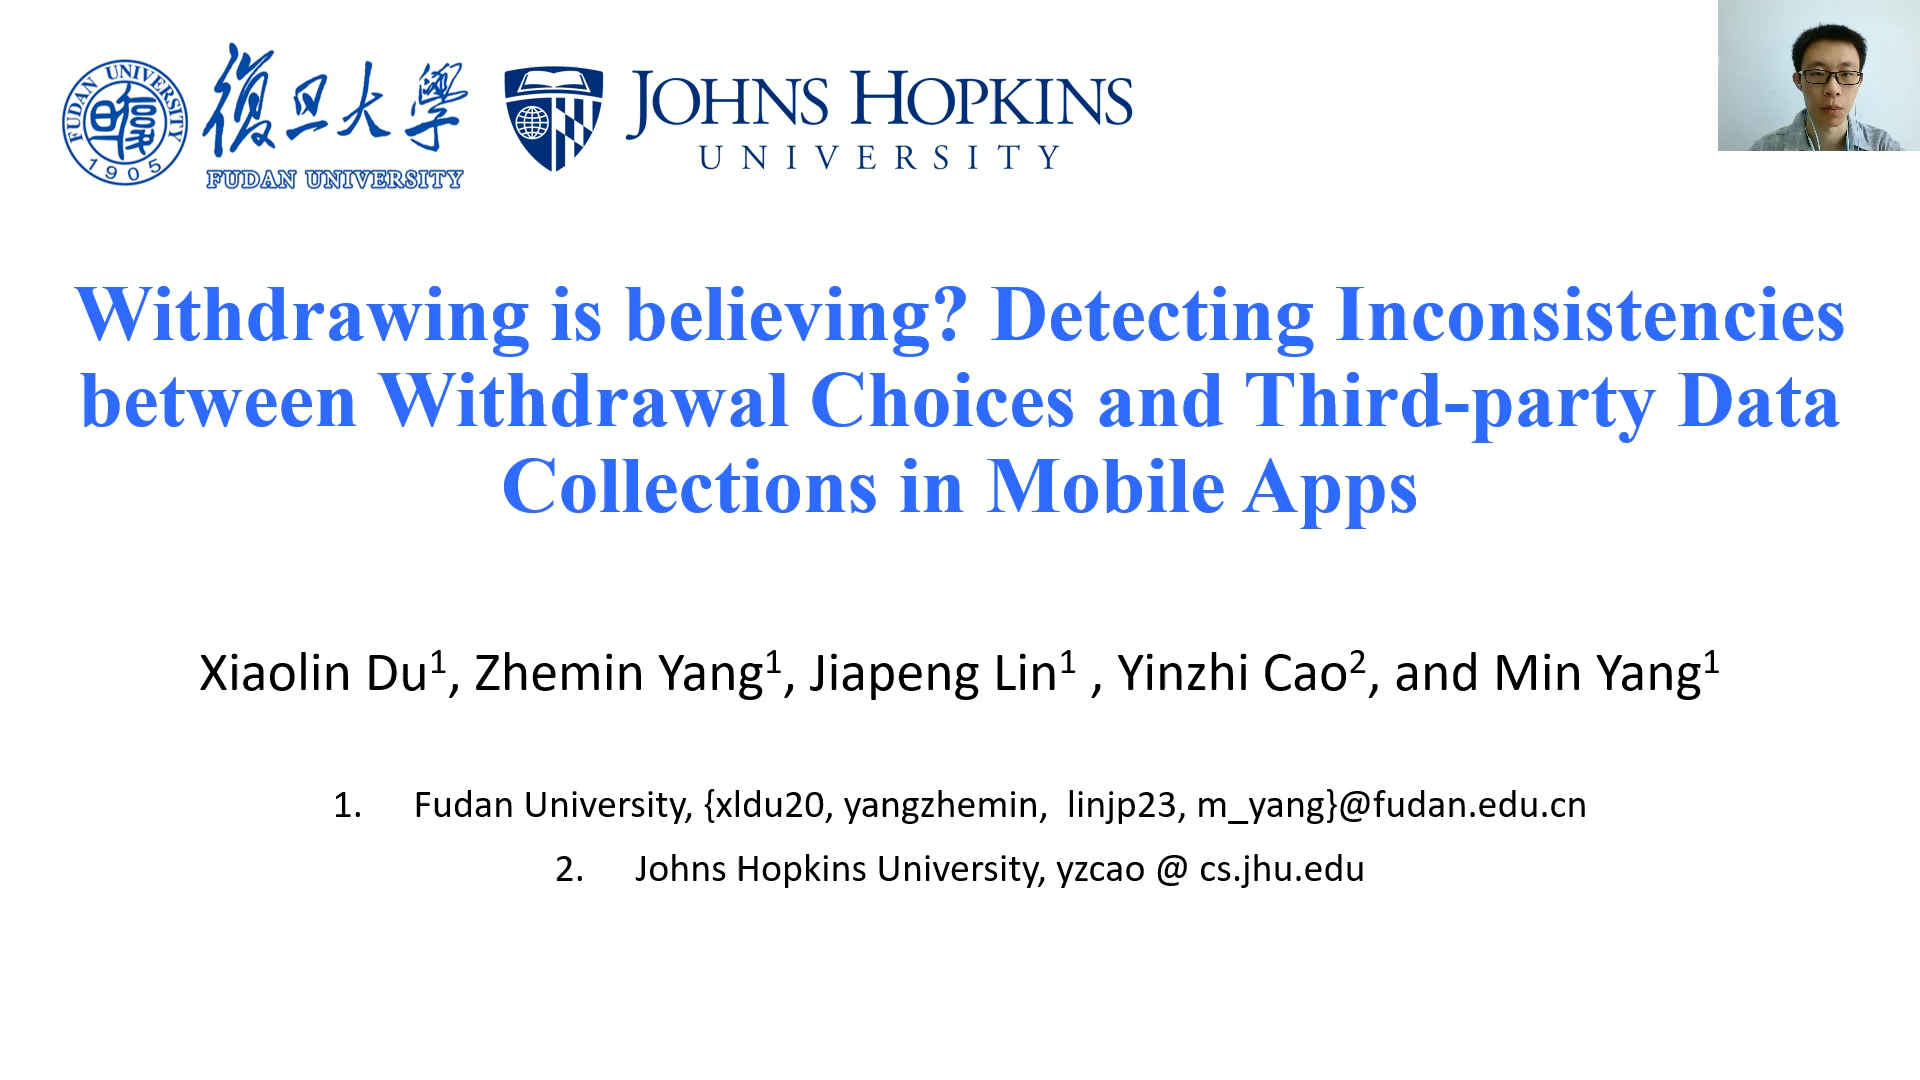 FUDAN UNIVERSITY
1905
復旦大學
FUDAN UNIVERSITY
JOHNS HOPKINS
UNIVERSITY
Withdrawing is believing? Detecting Inconsistencies
between Withdrawal Choices and Third-party Data
Collections in Mobile Apps
Xiaolin Du1, Zhemin Yang1, Jiapeng Lin1 , Yinzhi Cao2, and Min Yang1
1. Fudan University, {xldu20, yangzhemin, linjp23, m_yang}@fudan.edu.cn
2. Johns Hopkins University, yzcao @ cs.jhu.edu